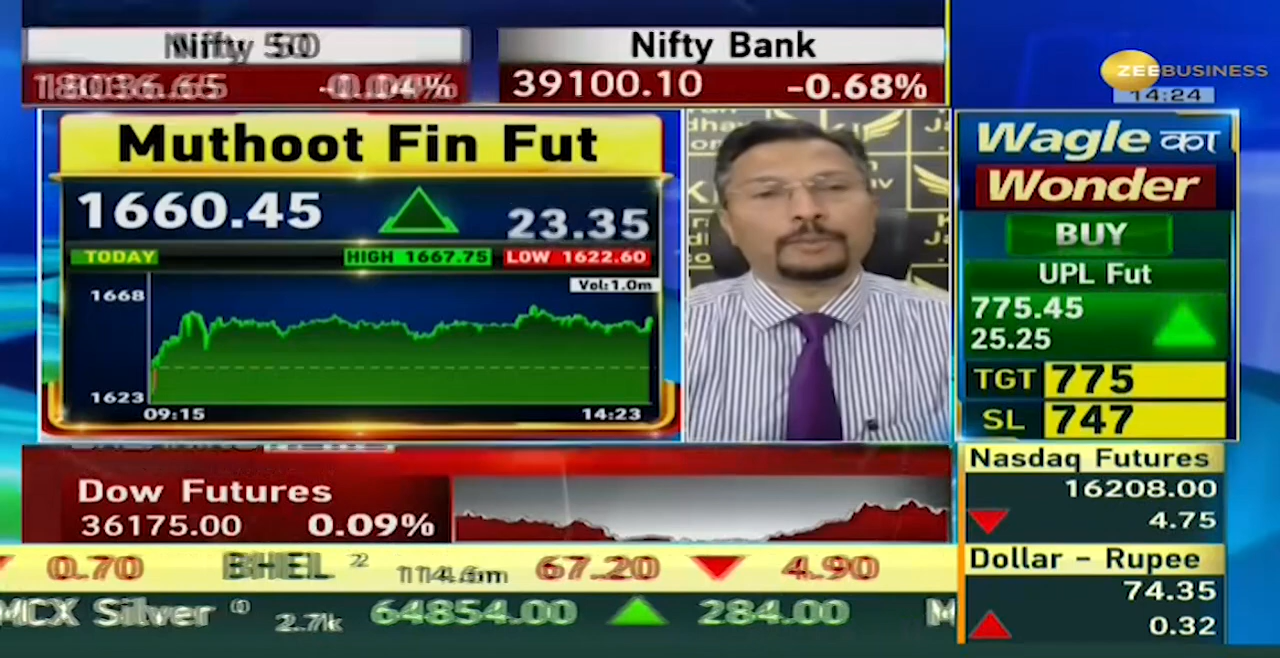 Nifty 50
Nifty Bank
39100.10 -0.68%
ZEEBUSINESS
14:24
Muthoot Fin Fut
1660.45 23.35
TODAY HIGH 1667.75 LOW 1622.60
Vol:1.0m
1668
1623
09:15 14:23
Wagle का
Wonder
BUY
UPL Fut
775.45
25.25
TGT 775
SL 747
Dow Futures
36175.00 0.09%
Nasdaq Futures
16208.00
4.75
Dollar - Rupee
74.35
0.32
0.70 BHEL 114.6m 67.20 4.90
MCX Silver 2.7k 64854.00 284.00 M